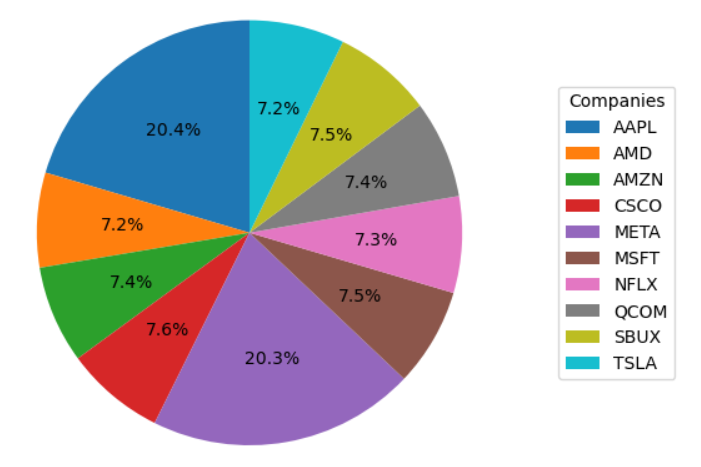 7.2%
7.5%
20.4%
7.4%
7.2%
7.3%
7.4%
7.5%
7.6%
20.3%
Companies
AAPL
AMD
AMZN
CSCO
META
MSFT
NFLX
QCOM
SBUX
TSLA